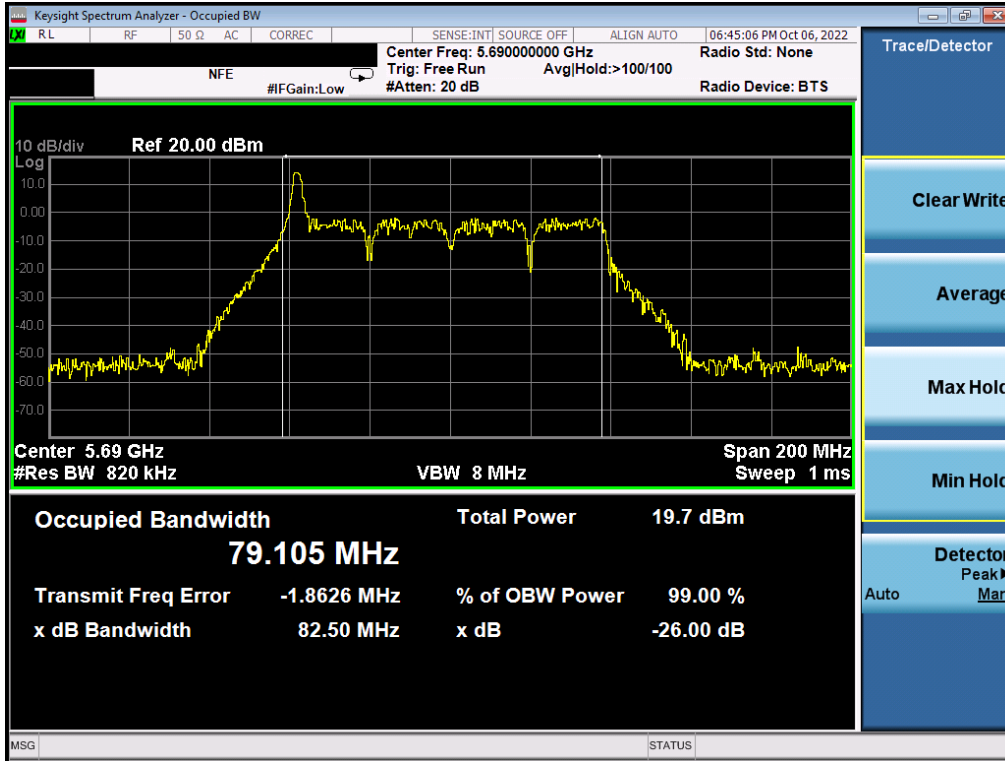 Keysight Spectrum Analyzer - Occupied BW
LXI RL RF 50 Ω AC CORREC SENSE:INT SOURCE OFF ALIGN AUTO 06:45:06 PM Oct 06, 2022
Center Freq: 5.690000000 GHz Radio Std: None
NFE Trig: Free Run Avg|Hold:>100/100
#IFGain:Low #Atten: 20 dB Radio Device: BTS
10 dB/div Ref 20.00 dBm
Log
10.0
0.00
-10.0
-20.0
-30.0
-40.0
-50.0
-60.0
-70.0
Center 5.69 GHz Span 200 MHz
#Res BW 820 kHz VBW 8 MHz Sweep 1 ms
Occupied Bandwidth Total Power 19.7 dBm
79.105 MHz
Transmit Freq Error -1.8626 MHz % of OBW Power 99.00 %
x dB Bandwidth 82.50 MHz x dB -26.00 dB
MSG STATUS
Trace/Detector
Clear Write
Average
Max Hold
Min Hold
Detector
Peak
Auto Man